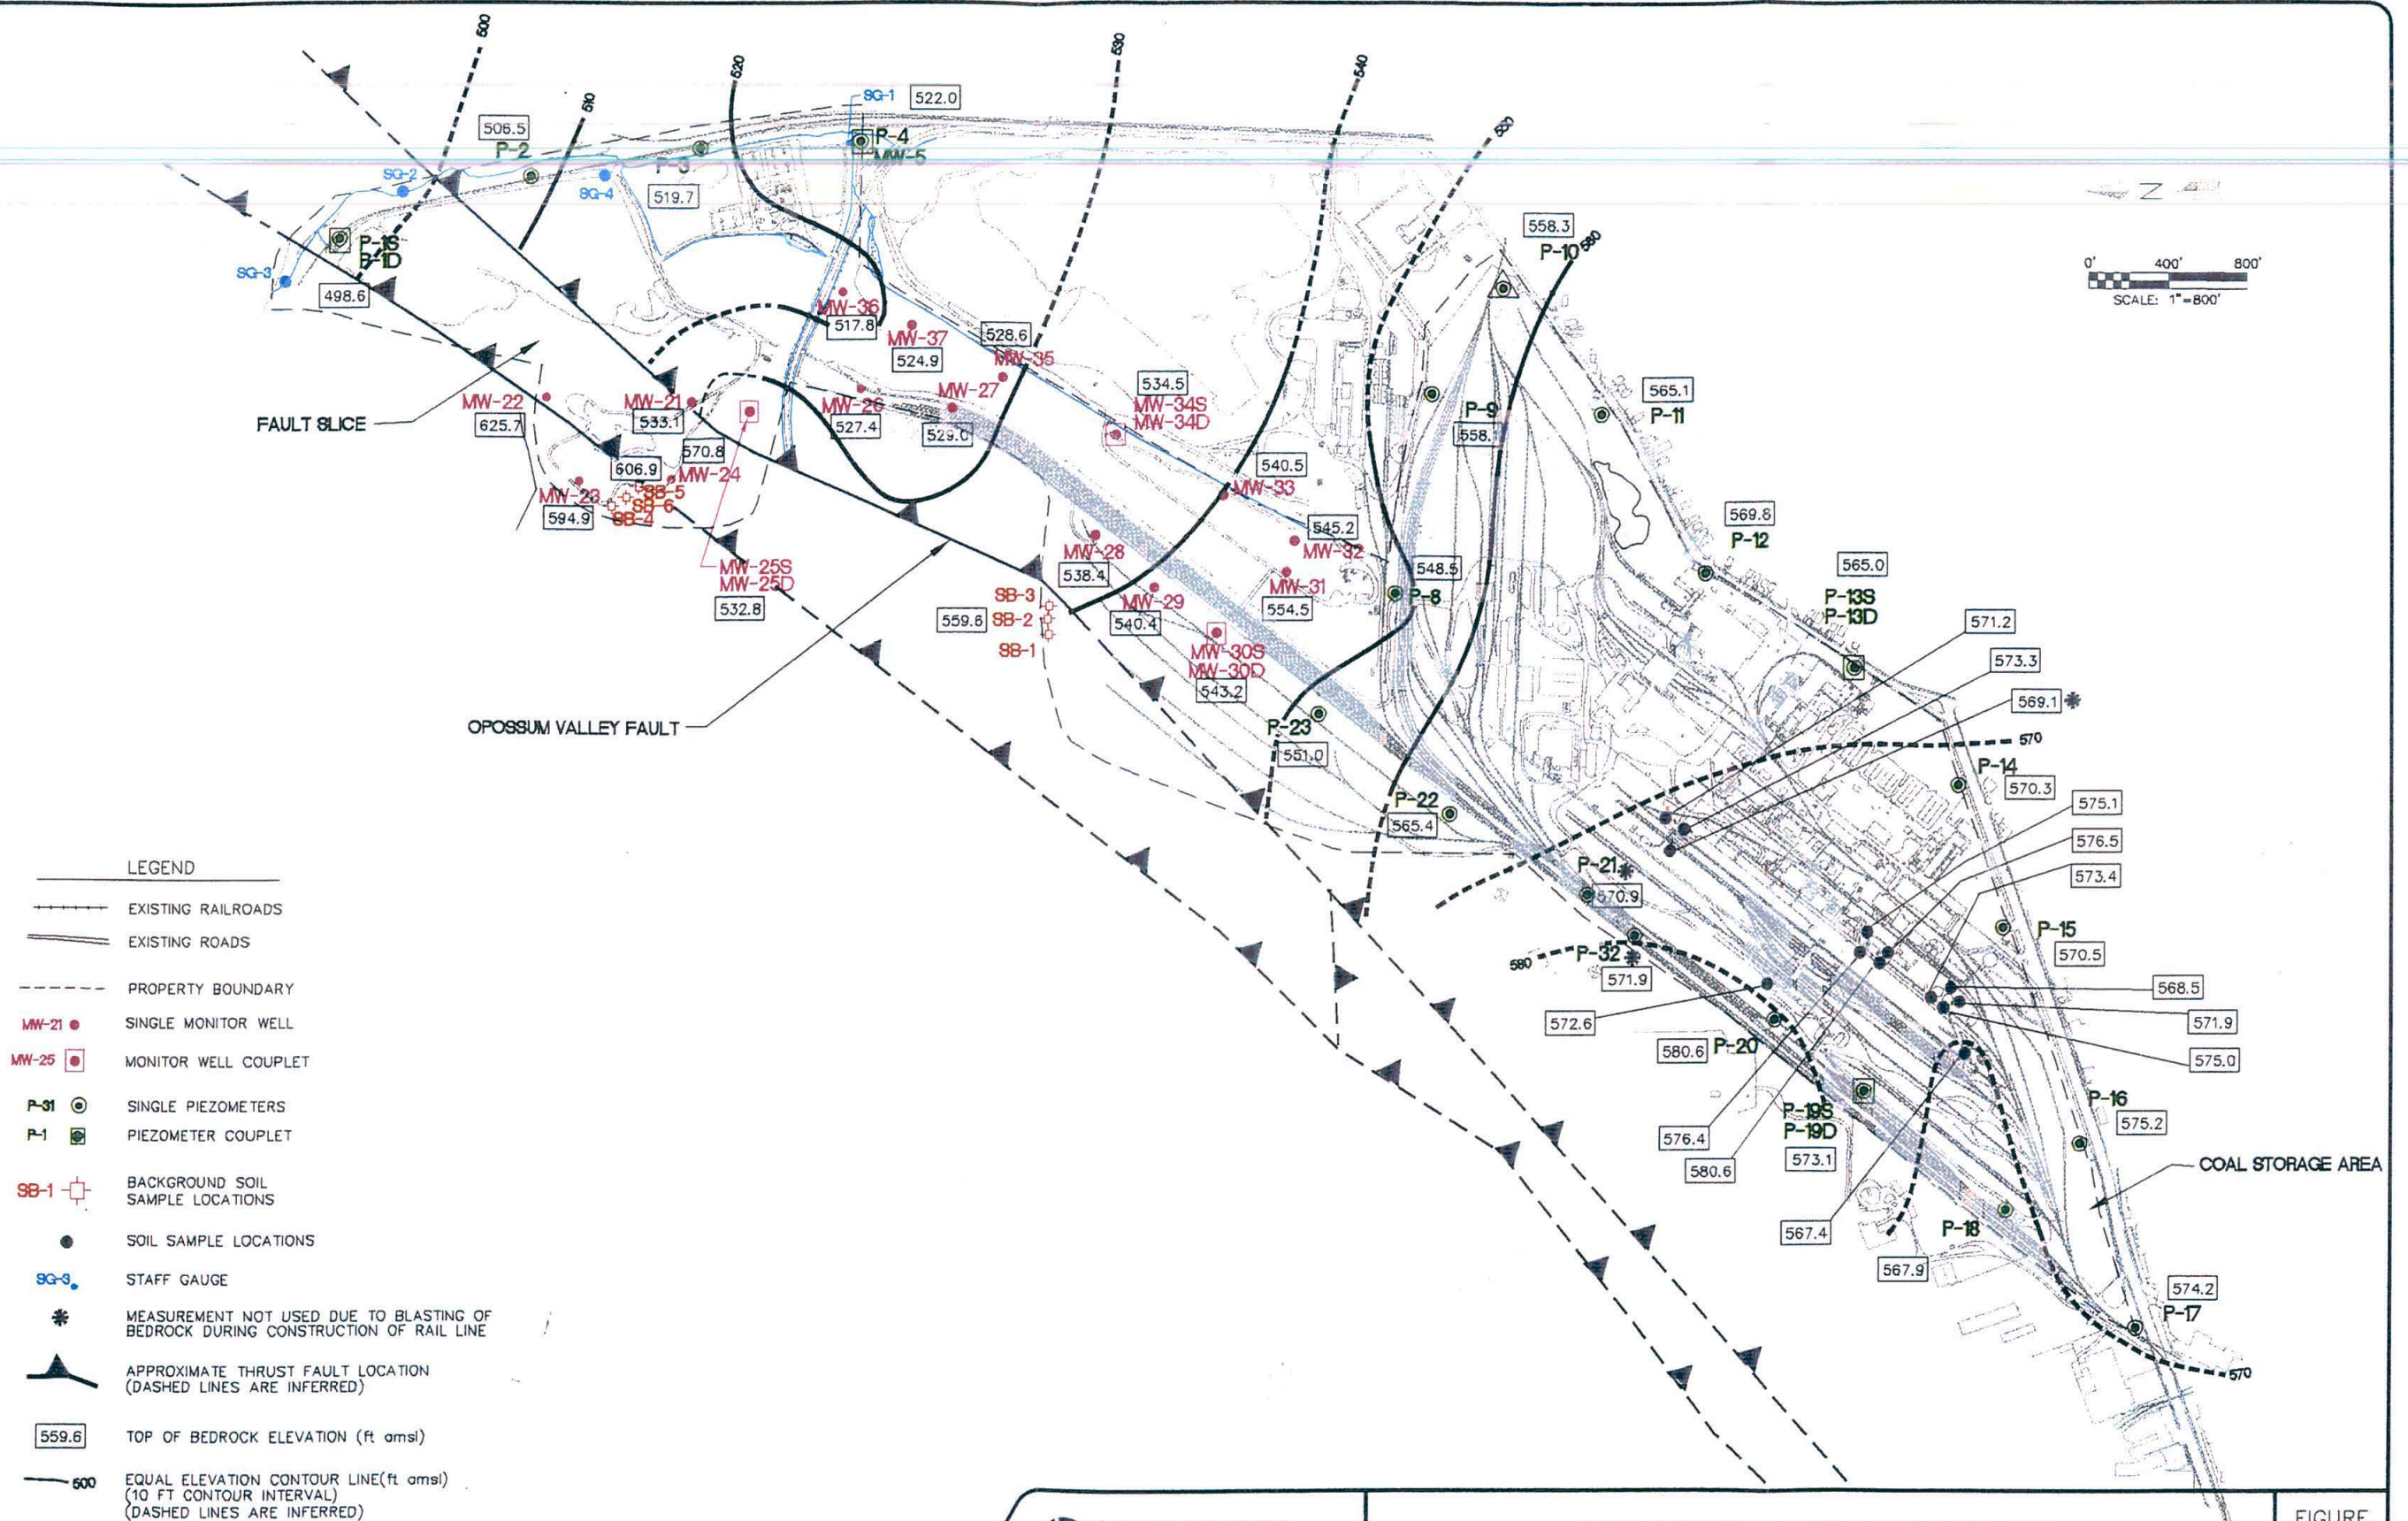 500
510
520
530
540
550
560
506.5
P-2
SG-2
SG-4
P-3
519.7
SG-1
522.0
P-4
MW-5
P-1S
P-1D
SG-3
498.6
N
0' 400' 800'
SCALE: 1"=800'
558.3
P-10
565.1
P-11
P-9
558.1
569.8
P-12
565.0
P-13S
P-13D
MW-36
517.8
MW-37
524.9
528.6
MW-35
MW-27
529.0
MW-26
527.4
534.5
MW-34S
MW-34D
540.5
MW-33
545.2
MW-32
MW-31
554.5
548.5
P-8
FAULT SLICE
MW-22
625.7
MW-21
533.1
570.8
MW-24
606.9
SB-5
SB-6
SB-4
MW-23
594.9
MW-25S
MW-25D
532.8
MW-28
538.4
MW-29
540.4
MW-30S
MW-30D
543.2
559.6
SB-3
SB-2
SB-1
OPOSSUM VALLEY FAULT
P-23
551.0
P-22
565.4
571.2
573.3
569.1
570
P-14
570.3
575.1
576.5
573.4
P-21
570.9
P-15
570.5
580
P-32
571.9
572.6
568.5
571.9
575.0
580.6
P-20
P-16
575.2
P-19S
P-19D
573.1
576.4
580.6
COAL STORAGE AREA
P-18
567.4
567.9
574.2
P-17
570
LEGEND
EXISTING RAILROADS
EXISTING ROADS
PROPERTY BOUNDARY
MW-21 SINGLE MONITOR WELL
MW-25 MONITOR WELL COUPLET
P-31 SINGLE PIEZOMETERS
P-1 PIEZOMETER COUPLET
SB-1 BACKGROUND SOIL
SAMPLE LOCATIONS
SOIL SAMPLE LOCATIONS
SG-3 STAFF GAUGE
MEASUREMENT NOT USED DUE TO BLASTING OF
BEDROCK DURING CONSTRUCTION OF RAIL LINE
APPROXIMATE THRUST FAULT LOCATION
(DASHED LINES ARE INFERRED)
559.6 TOP OF BEDROCK ELEVATION (ft amsl)
500 EQUAL ELEVATION CONTOUR LINE(ft amsl)
(10 FT CONTOUR INTERVAL)
(DASHED LINES ARE INFERRED)
FIGURE